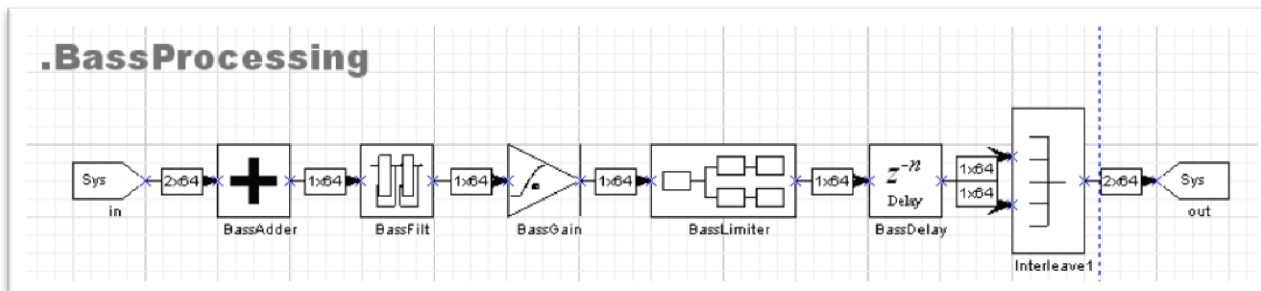 .BassProcessing
Sys
in
2x64
BassAdder
1x64
BassFilt
1x64
BassGain
1x64
BassLimiter
1x64
z⁻ⁿ
Delay
BassDelay
1x64
1x64
Interleave1
2x64
Sys
out